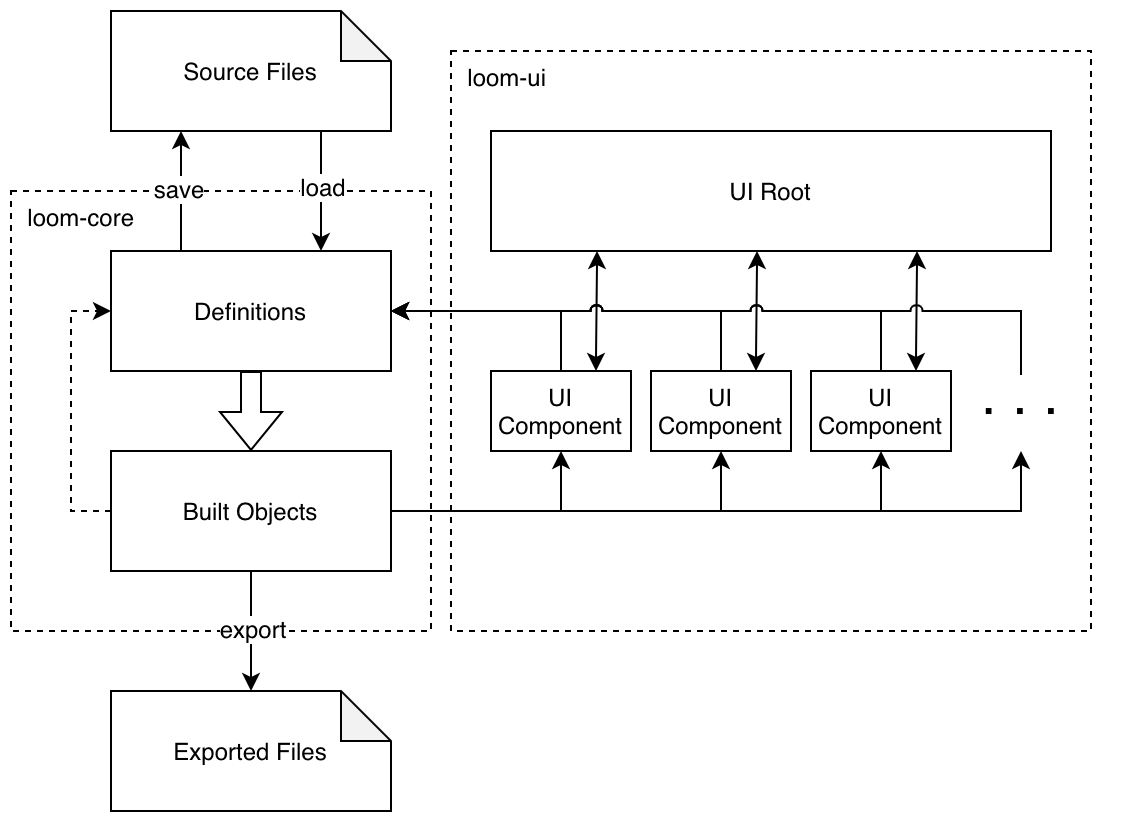 Source Files
loom-ui
save
load
UI Root
loom-core
Definitions
UI
Component
UI
Component
UI
Component
. . .
Built Objects
export
Exported Files